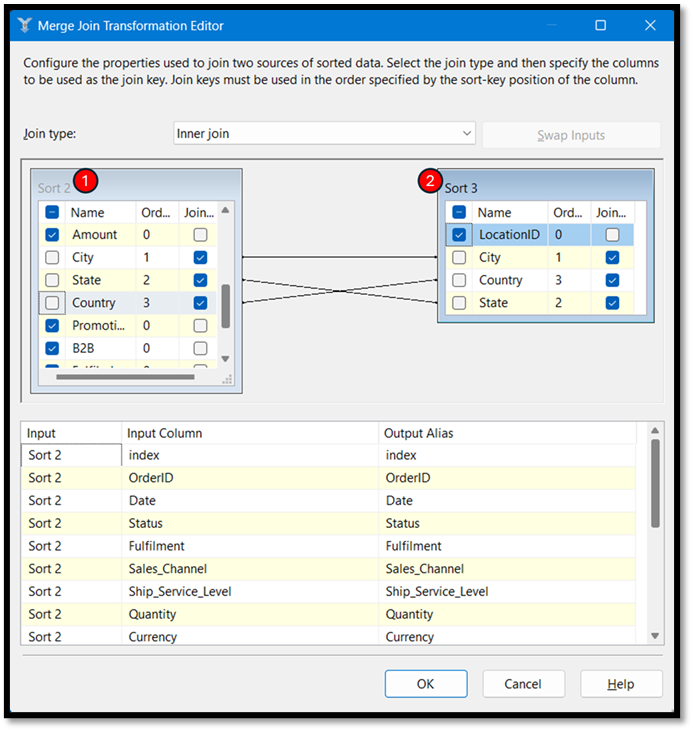 Merge Join Transformation Editor
Configure the properties used to join two sources of sorted data. Select the join type and then specify the columns
to be used as the join key. Join keys must be used in the order specified by the sort-key position of the column.
Join type:
Inner join
Swap Inputs
Sort 2
1
Name Ord... Join...
Amount 0
City 1
State 2
Country 3
Promoti... 0
B2B 0
2
Sort 3
Name Ord... Join...
LocationID 0
City 1
Country 3
State 2
Input Input Column Output Alias
Sort 2 index index
Sort 2 OrderID OrderID
Sort 2 Date Date
Sort 2 Status Status
Sort 2 Fulfilment Fulfilment
Sort 2 Sales_Channel Sales_Channel
Sort 2 Ship_Service_Level Ship_Service_Level
Sort 2 Quantity Quantity
Sort 2 Currency Currency
OK Cancel Help